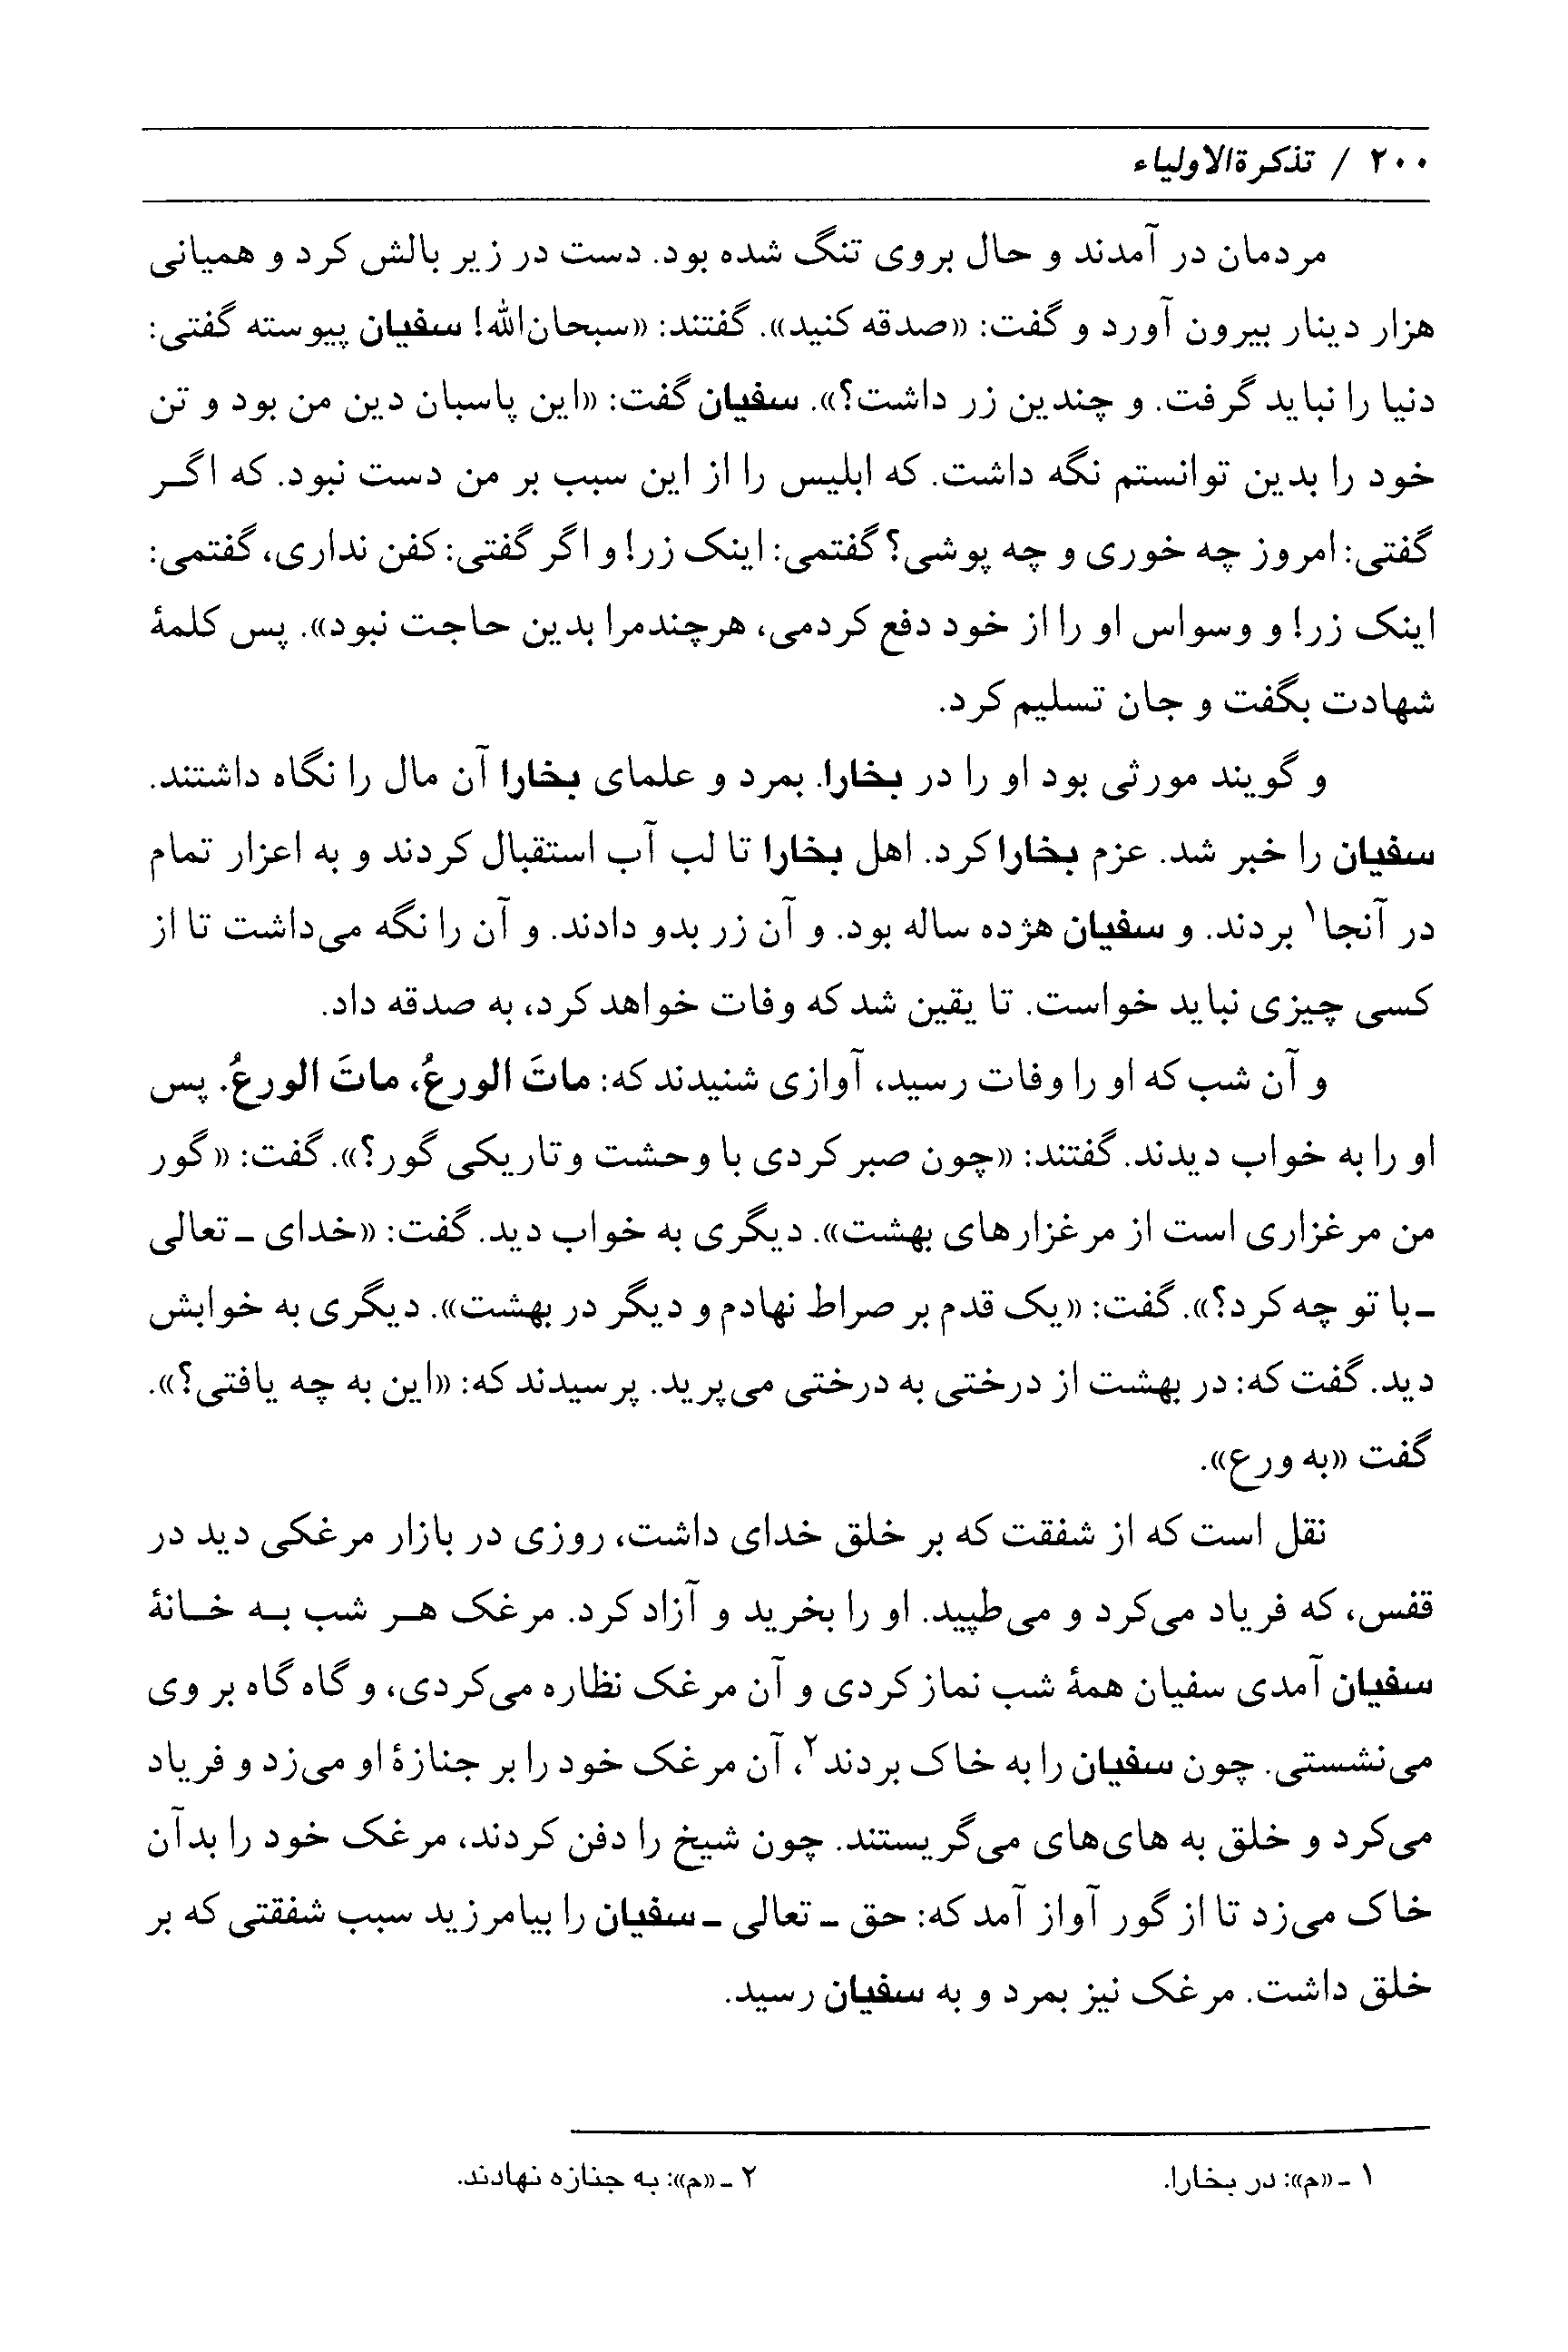 ۲۰۰ / تذکرةالاولیاء
مردمان در آمدند و حال بروی تنگ شده بود. دست در زیر بالش کرد و همیانی
هزار دینار بیرون آورد و گفت: «صدقه کنید». گفتند: «سبحان‌الله! سفیان پیوسته گفتی:
دنیا را نباید گرفت. و چندین زر داشت؟». سفیان گفت: «این پاسبان دین من بود و تن
خود را بدین توانستم نگه داشت. که ابلیس را از این سبب بر من دست نبود. که اگر
گفتی: امروز چه خوری و چه پوشی؟ گفتمی: اینک زر! و اگر گفتی: کفن نداری، گفتمی:
اینک زر! و وسواس او را از خود دفع کردمی، هرچند مرا بدین حاجت نبود». پس کلمهٔ
شهادت بگفت و جان تسلیم کرد.
و گویند مورثی بود او را در بخارا. بمرد و علمای بخارا آن مال را نگاه داشتند.
سفیان را خبر شد. عزم بخارا کرد. اهل بخارا تا لب آب استقبال کردند و به اعزار تمام
در آنجا۱ بردند. و سفیان هژده ساله بود. و آن زر بدو دادند. و آن را نگه می‌داشت تا از
کسی چیزی نباید خواست. تا یقین شد که وفات خواهد کرد، به صدقه داد.
و آن شب که او را وفات رسید، آوازی شنیدند که: ماتَ الورعُ، ماتَ الورعُ. پس
او را به خواب دیدند. گفتند: «چون صبر کردی با وحشت و تاریکی گور؟». گفت: «گور
من مرغزاری است از مرغزارهای بهشت». دیگری به خواب دید. گفت: «خدای ـ تعالی
ـ با تو چه کرد؟». گفت: «یک قدم بر صراط نهادم و دیگر در بهشت». دیگری به خوابش
دید. گفت که: در بهشت از درختی به درختی می‌پرید. پرسیدند که: «این به چه یافتی؟».
گفت «به ورع».
نقل است که از شفقت که بر خلق خدای داشت، روزی در بازار مرغکی دید در
قفس، که فریاد می‌کرد و می‌طپید. او را بخرید و آزاد کرد. مرغک هر شب به خانهٔ
سفیان آمدی سفیان همهٔ شب نماز کردی و آن مرغک نظاره می‌کردی، و گاه گاه بر وی
می‌نشستی. چون سفیان را به خاک بردند۲، آن مرغک خود را بر جنازهٔ او می‌زد و فریاد
می‌کرد و خلق به های‌های می‌گریستند. چون شیخ را دفن کردند، مرغک خود را بدآن
خاک می‌زد تا از گور آواز آمد که: حق ـ تعالی ـ سفیان را بیامرزید سبب شفقتی که بر
خلق داشت. مرغک نیز بمرد و به سفیان رسید.
۱ ـ «م»: در بخارا. ۲ ـ «م»: به جنازه نهادند.